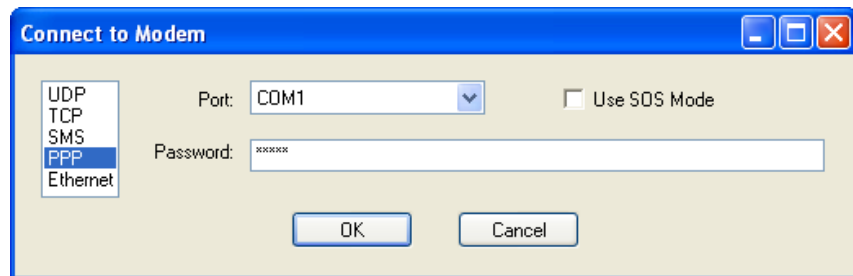 Connect to Modem
UDP
TCP
SMS
PPP
Ethernet
Port: COM1
Use SOS Mode
Password: *****
OK
Cancel